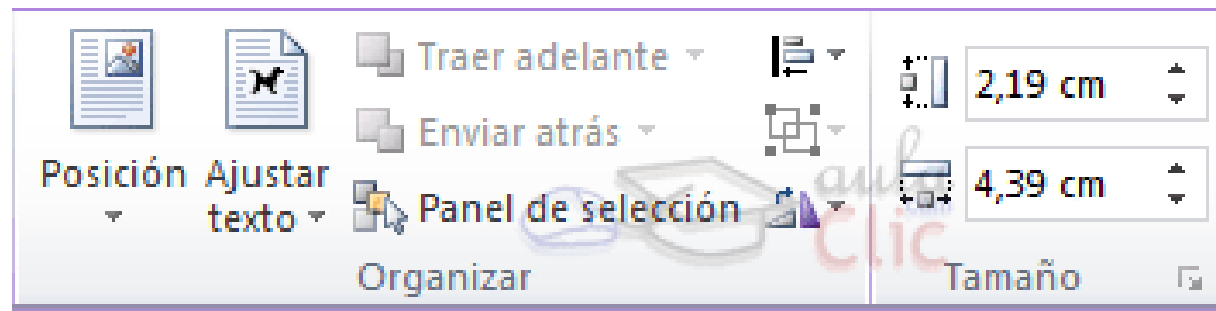 Posición
Ajustar
texto
Traer adelante
Enviar atrás
Panel de selección
Organizar
2,19 cm
4,39 cm
Tamaño
aula
Clic